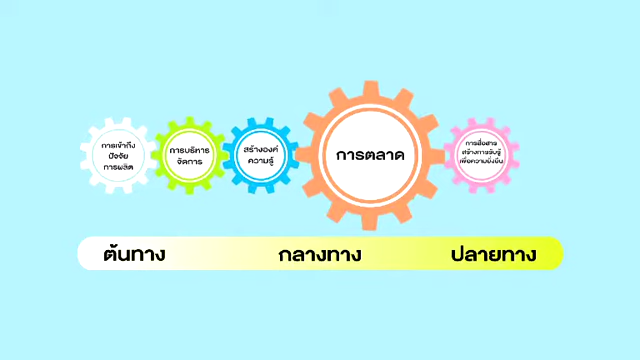 การเข้าถึง
ปัจจัย
การผลิต
การบริหาร
จัดการ
สร้างองค์
ความรู้
การตลาด
การสื่อสาร
สร้างการรับรู้
เพื่อความยั่งยืน
ต้นทาง
กลางทาง
ปลายทาง